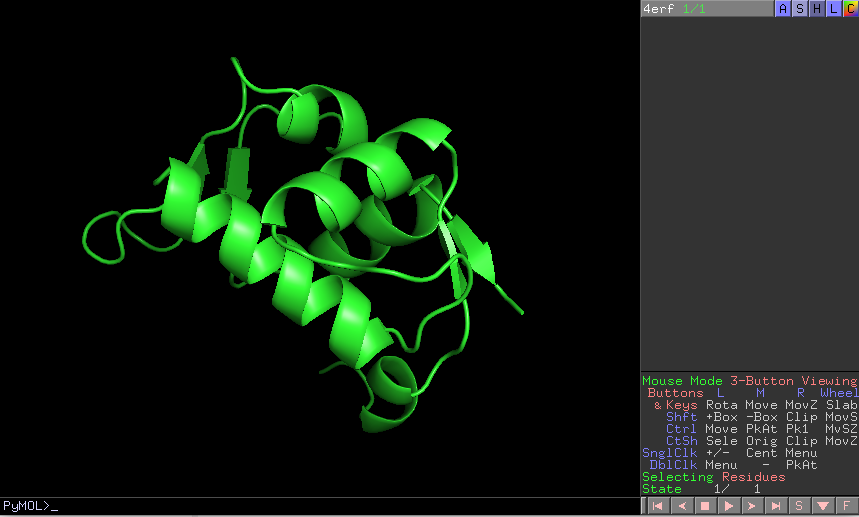 4erf 1/1 A S H L C
Mouse Mode 3-Button Viewing
Buttons L M R Wheel
& Keys Rota Move MovZ Slab
Shft +Box -Box Clip MovS
Ctrl Move PkAt Pk1 MvSZ
CtSh Sele Orig Clip MovZ
SnglClk +/- Cent Menu
DblClk Menu - PkAt
Selecting Residues
State 1/ 1
PyMOL>_ S F